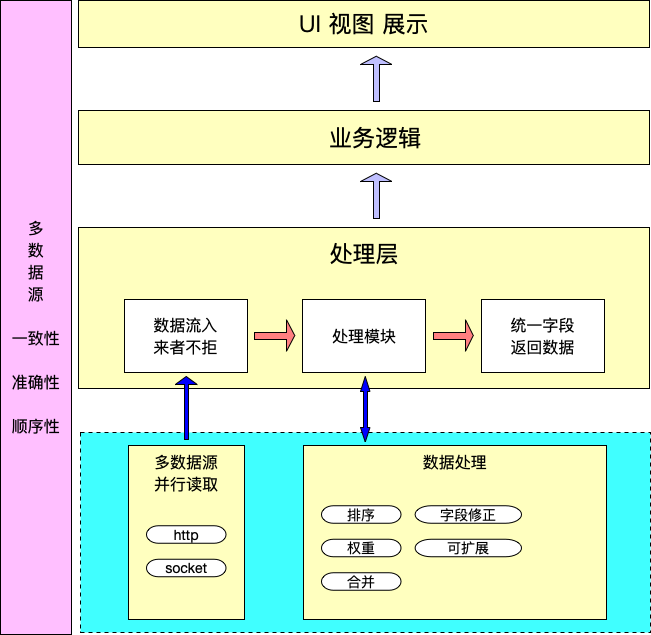 UI 视图 展示
业务逻辑
多
数
据
源
一致性
准确性
顺序性
处理层
数据流入
来者不拒
处理模块
统一字段
返回数据
多数据源
并行读取
http
socket
数据处理
排序
字段修正
权重
可扩展
合并